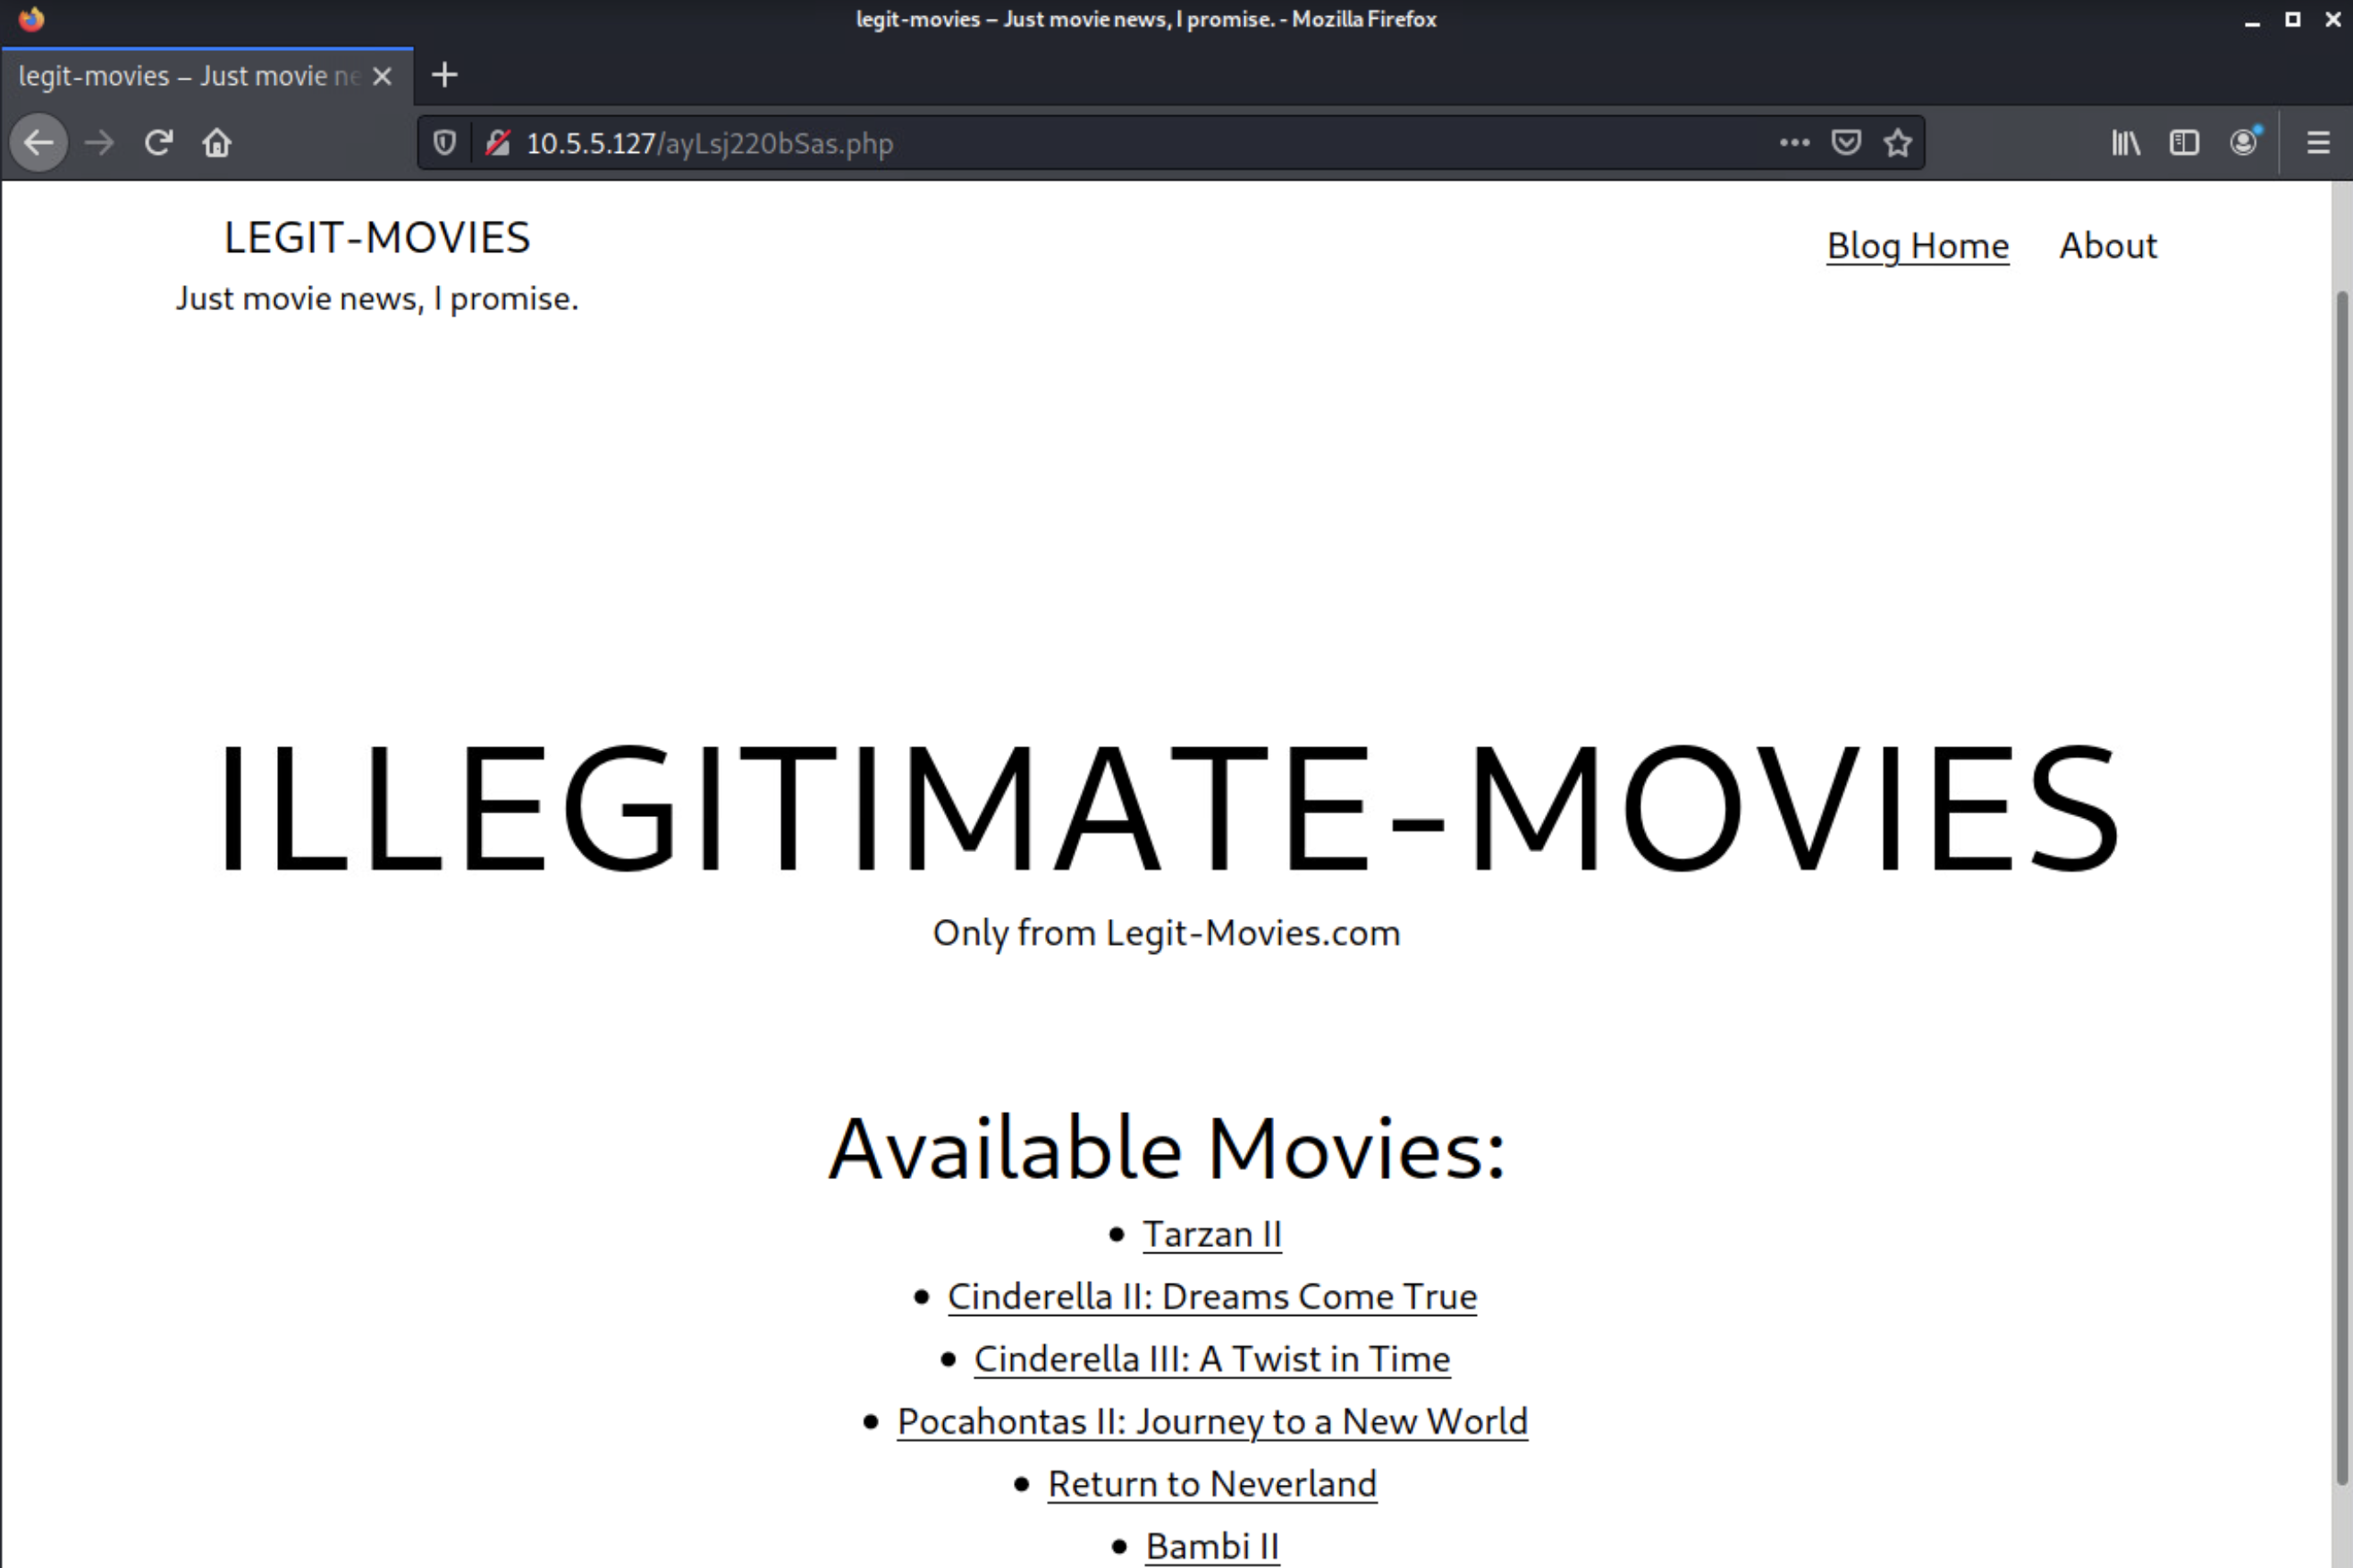 legit-movies – Just movie news, I promise. - Mozilla Firefox
legit-movies – Just movie ne
10.5.5.127/ayLsj220bSas.php
LEGIT-MOVIES
Just movie news, I promise.
Blog Home About
ILLEGITIMATE-MOVIES
Only from Legit-Movies.com
Available Movies:
• Tarzan II
• Cinderella II: Dreams Come True
• Cinderella III: A Twist in Time
• Pocahontas II: Journey to a New World
• Return to Neverland
• Bambi II